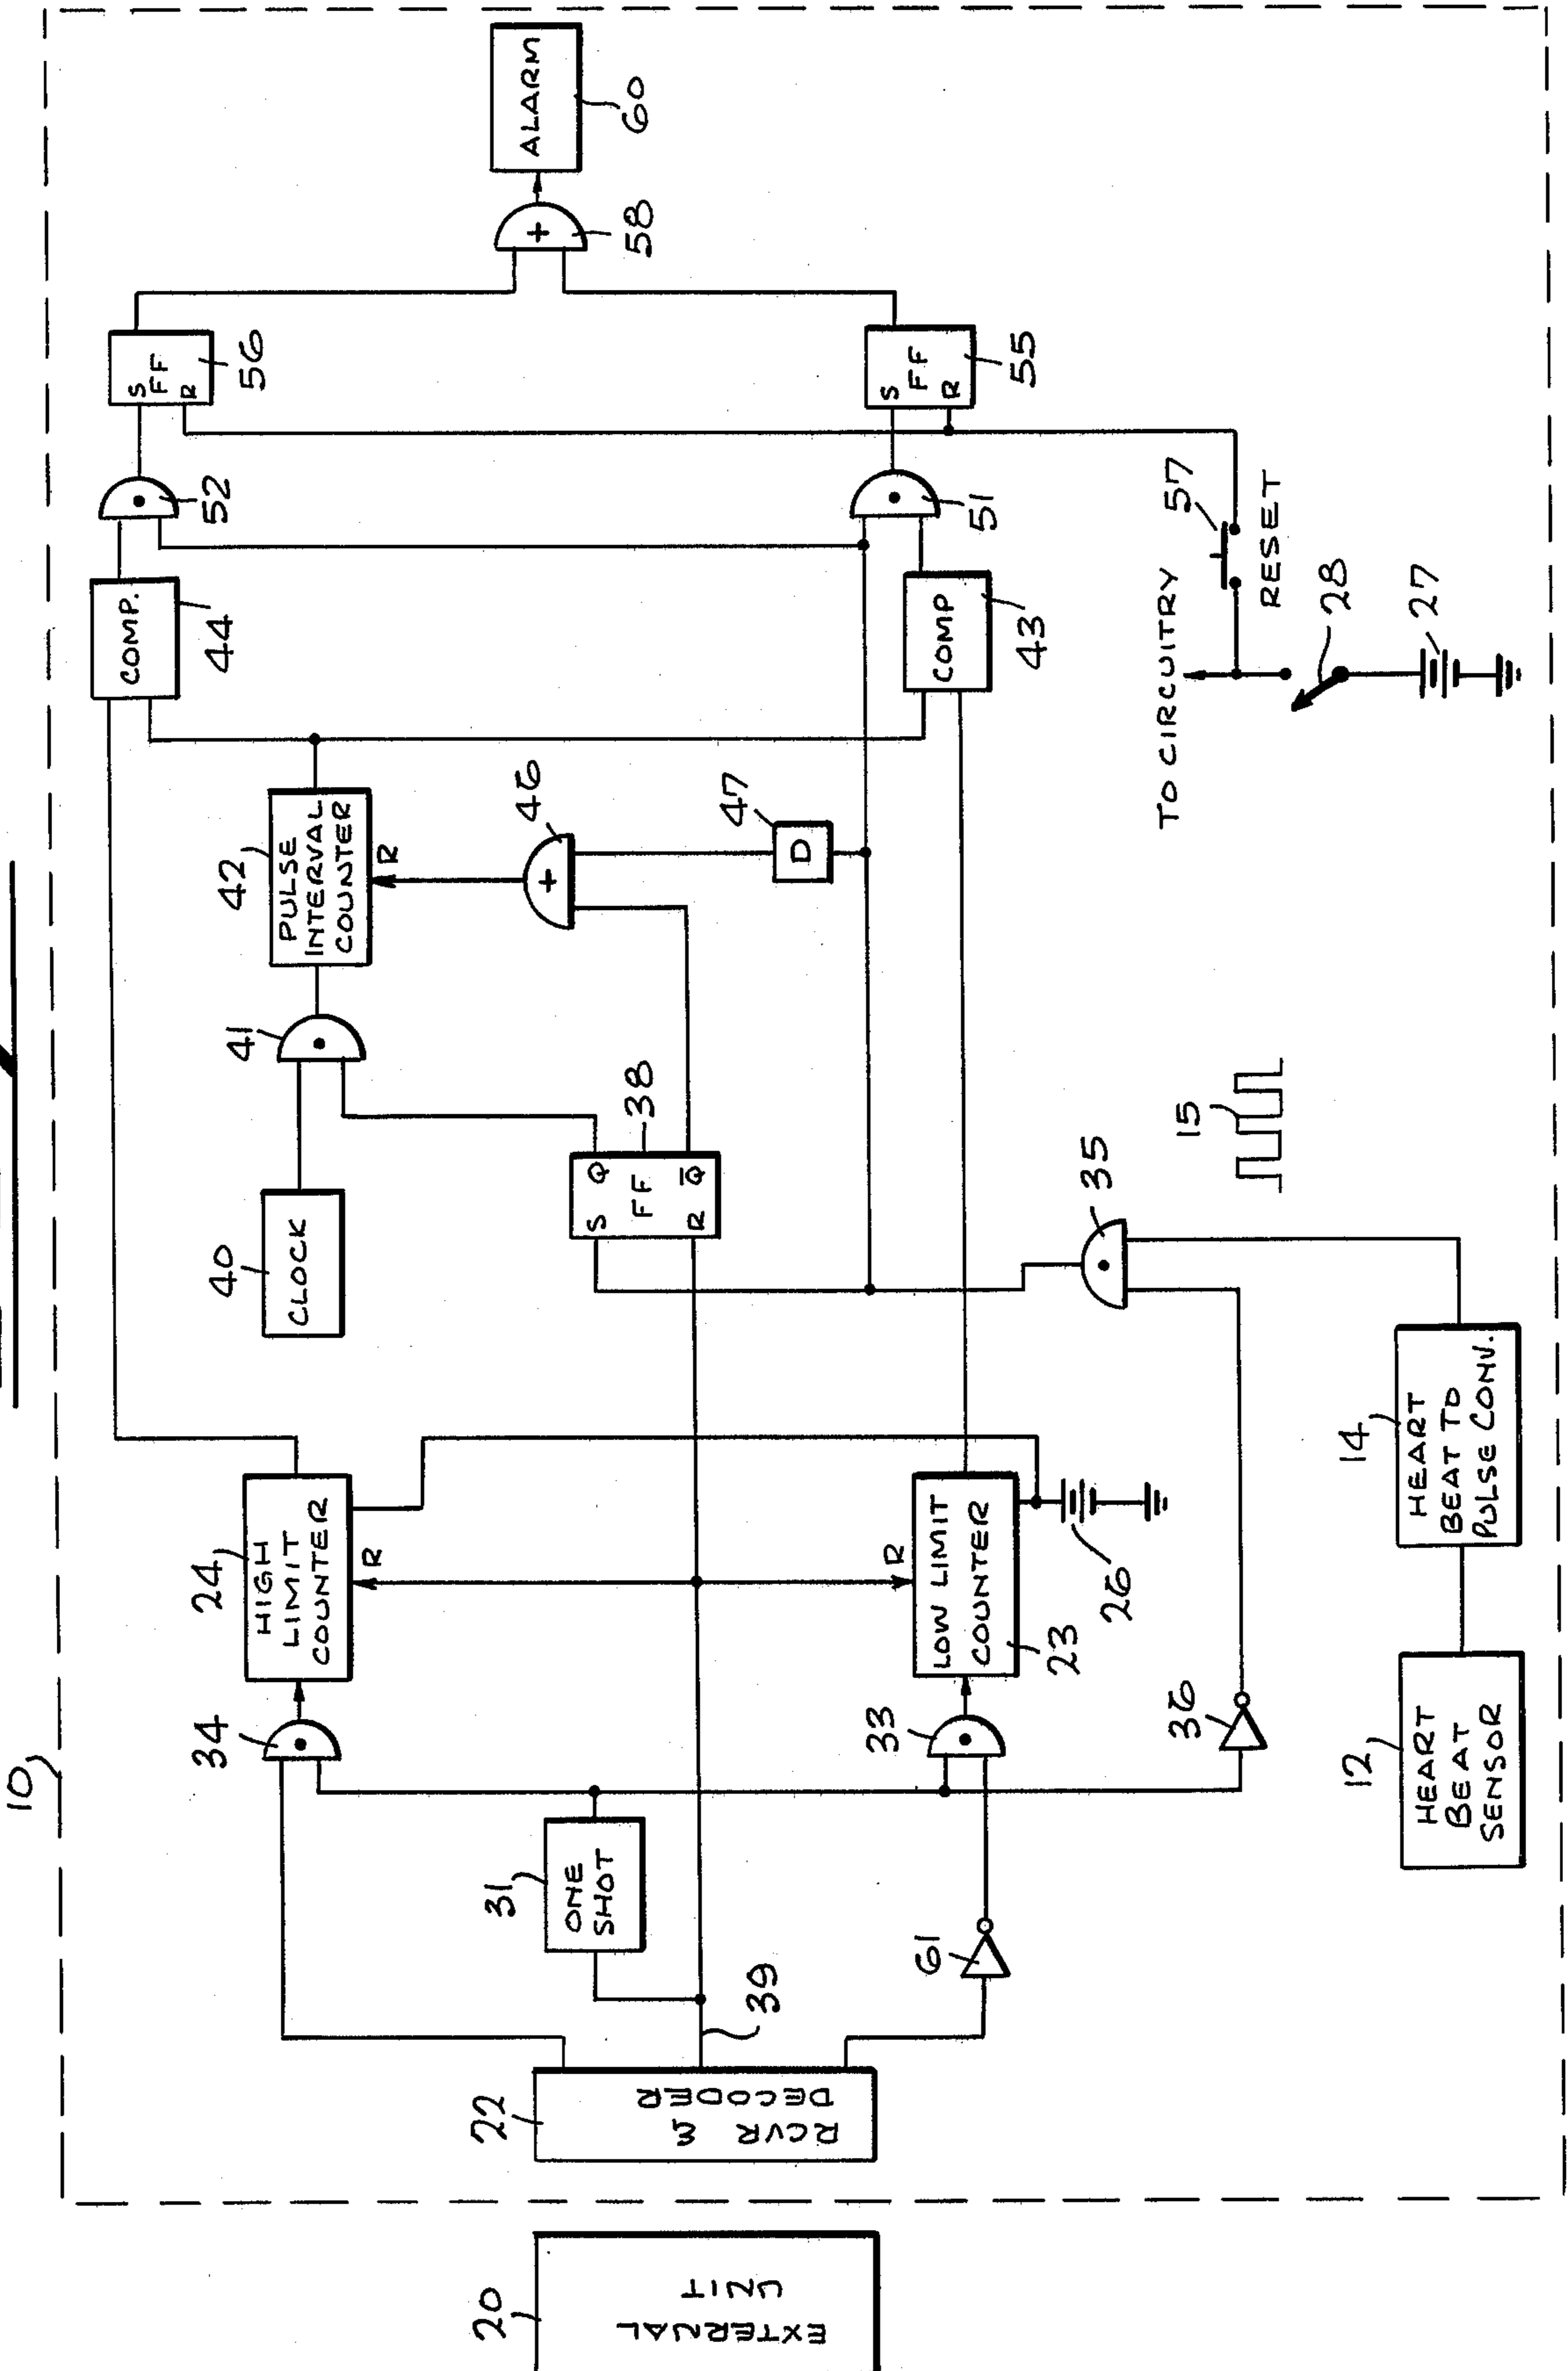 10
20
EXTERNAL
UNIT
22
RCVR &
DECODER
39
31
ONE
SHOT
61
34
33
36
24
HIGH
LIMIT
COUNTER
R
R
LOW LIMIT
COUNTER
23
26
12
HEART
BEAT
SENSOR
14
HEART
BEAT TO
PULSE CONV.
35
15
40
CLOCK
41
S Q
FF
R Q̅
38
42
PULSE
INTERVAL
COUNTER
R
46
47
D
COMP.
44
COMP
43
52
51
S
FF
R
56
S
FF
R
55
TO CIRCUITRY
57
RESET
28
27
+
58
+
ALARM
60